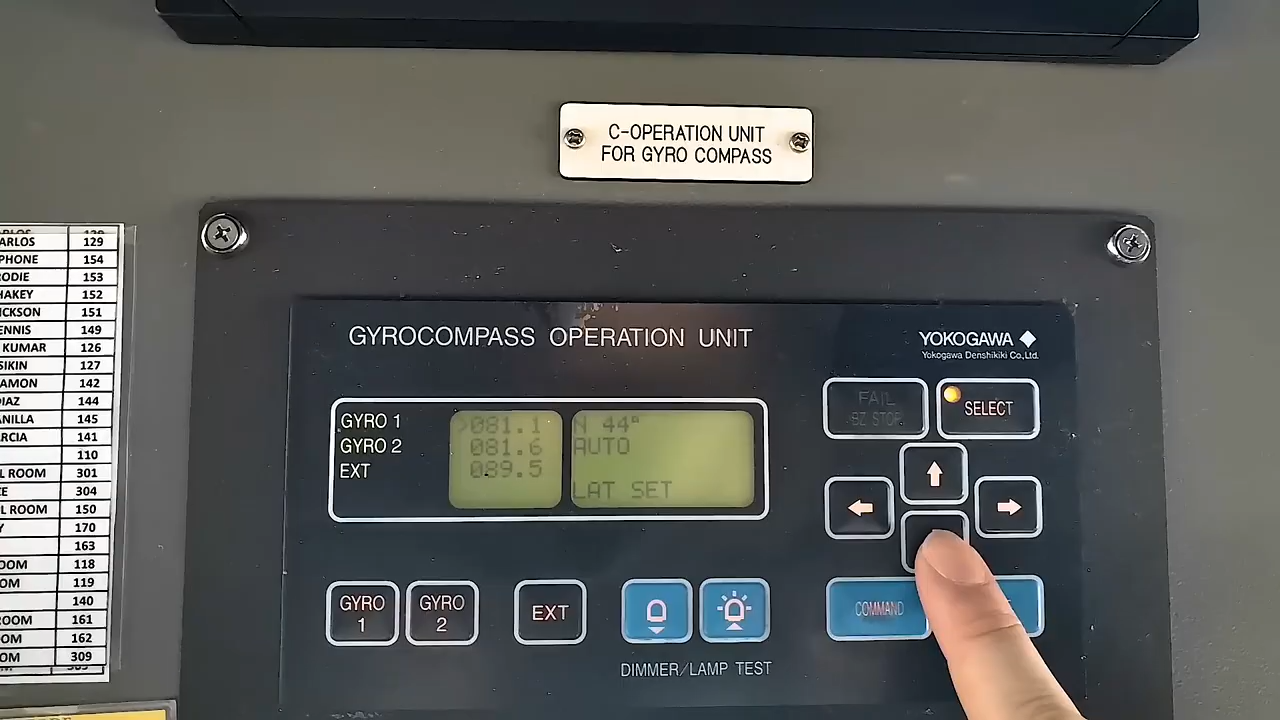 C-OPERATION UNIT
FOR GYRO COMPASS
ARLOS 129
PHONE 154
RODIE 153
HAKEY 152
ICKSON 151
ENNIS 149
KUMAR 126
SIKIN 127
AMON 142
DIAZ 144
ANILLA 145
RCIA 141
110
L ROOM 301
CE 304
L ROOM 150
Y 170
163
OOM 118
OM 119
140
ROOM 161
OOM 162
OM 309
GYROCOMPASS OPERATION UNIT
YOKOGAWA
Yokogawa Denshikiki Co,Ltd.
GYRO 1 >081.1 N 44°
GYRO 2 081.6 AUTO
EXT 089.5
LAT SET
FAIL
BZ STOP
SELECT
GYRO
1
GYRO
2
EXT
COMMAND
DIMMER/LAMP TEST